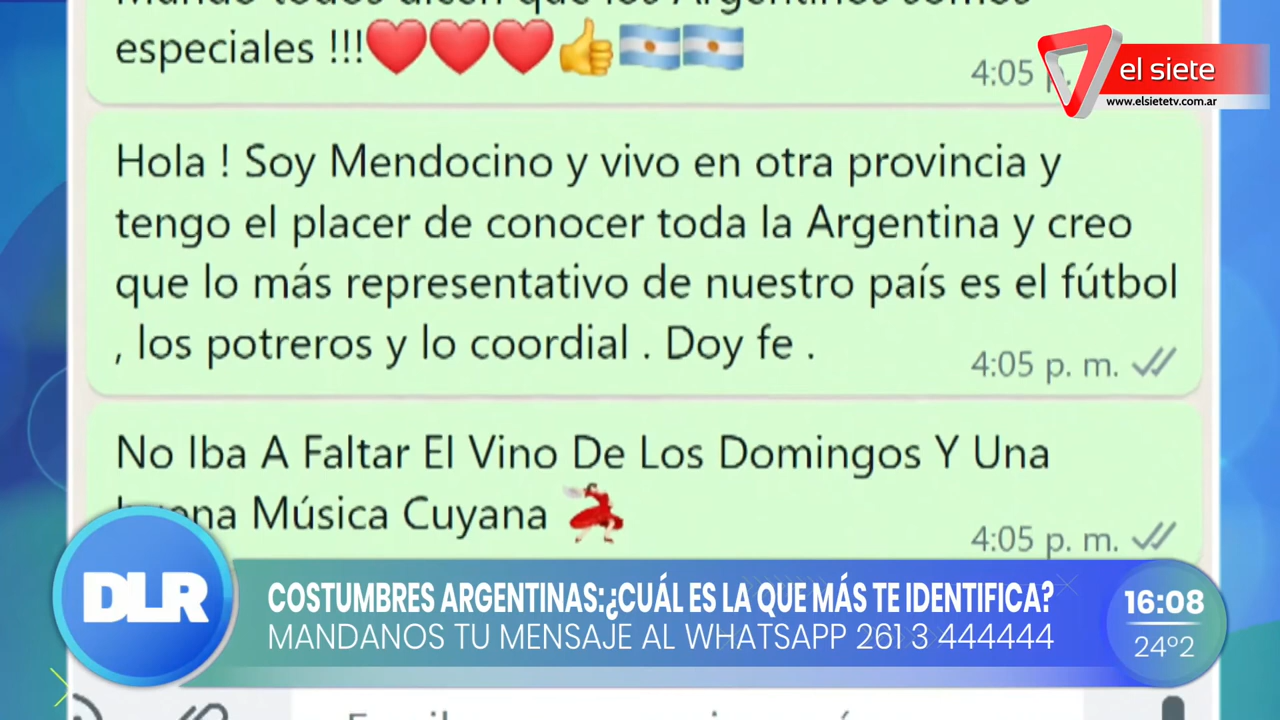 especiales !!!❤️❤️❤️👍🇦🇷🇦🇷
4:05 p.
el siete
www.elsietetv.com.ar
Hola ! Soy Mendocino y vivo en otra provincia y
tengo el placer de conocer toda la Argentina y creo
que lo más representativo de nuestro país es el fútbol
, los potreros y lo coordial . Doy fe .
4:05 p. m.
No Iba A Faltar El Vino De Los Domingos Y Una
Música Cuyana 💃
4:05 p. m.
DLR
COSTUMBRES ARGENTINAS:¿CUÁL ES LA QUE MÁS TE IDENTIFICA?
MANDANOS TU MENSAJE AL WHATSAPP 261 3 444444
16:08
24º2